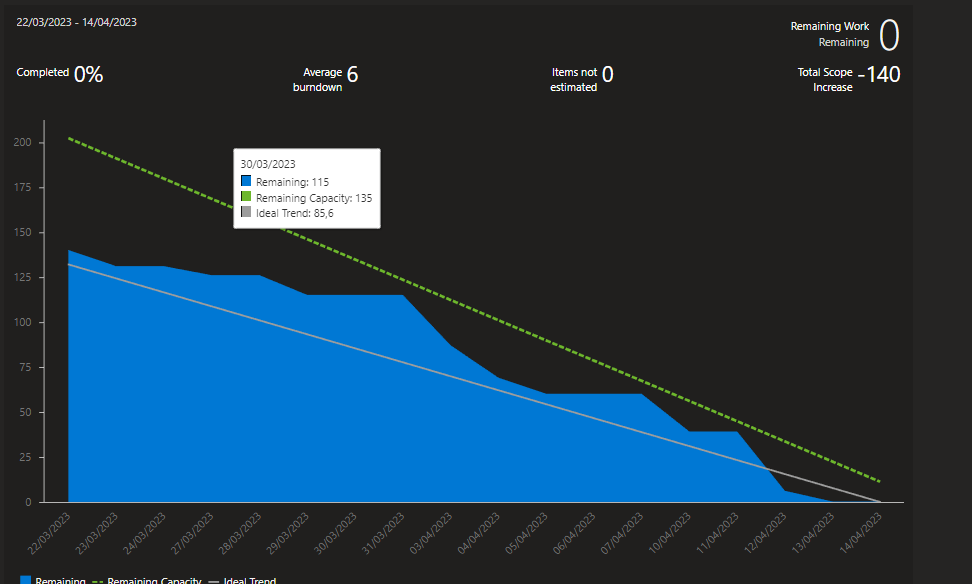 22/03/2023 - 14/04/2023
Remaining Work
Remaining
0
Completed 0%
Average
burndown
6
Items not
estimated
0
Total Scope
Increase
-140
200
175
150
125
100
75
50
25
0
30/03/2023
Remaining: 115
Remaining Capacity: 135
Ideal Trend: 85,6
22/03/2023
23/03/2023
24/03/2023
27/03/2023
28/03/2023
29/03/2023
30/03/2023
31/03/2023
03/04/2023
04/04/2023
05/04/2023
06/04/2023
07/04/2023
10/04/2023
11/04/2023
12/04/2023
13/04/2023
14/04/2023
Remaining Remaining Capacity Ideal Trend